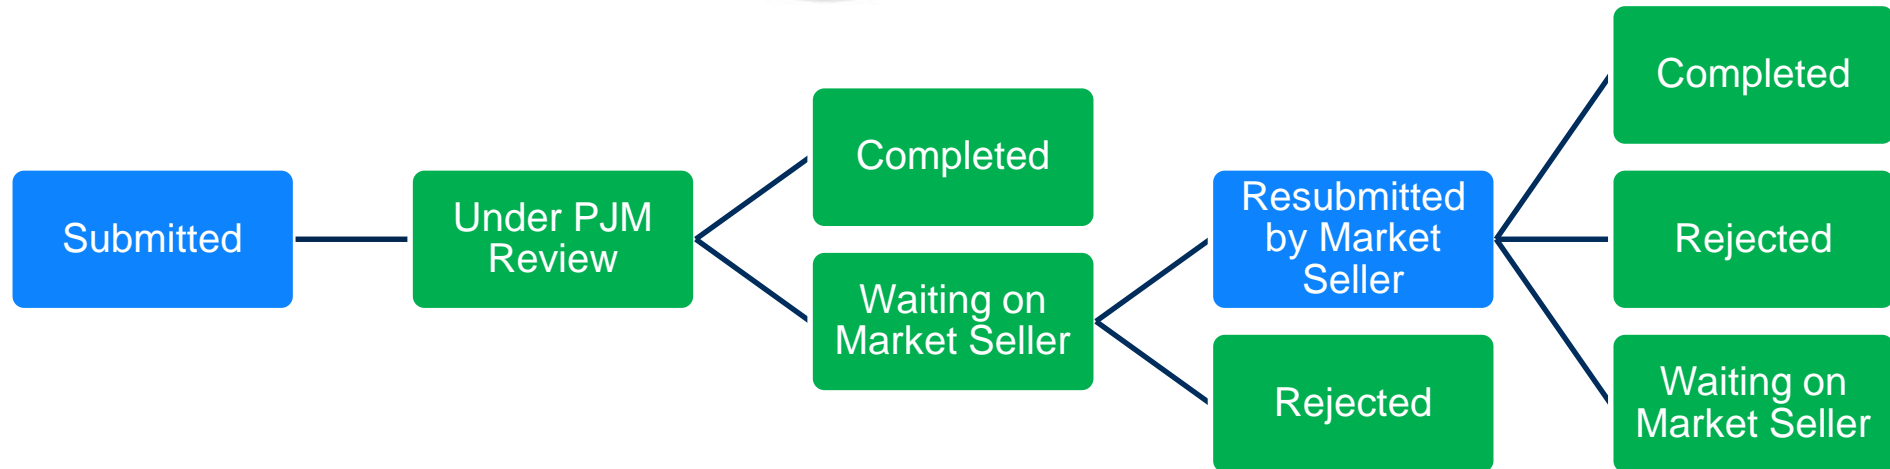 Submitted
Under PJM
Review
Completed
Waiting on
Market Seller
Resubmitted
by Market
Seller
Rejected
Completed
Rejected
Waiting on
Market Seller